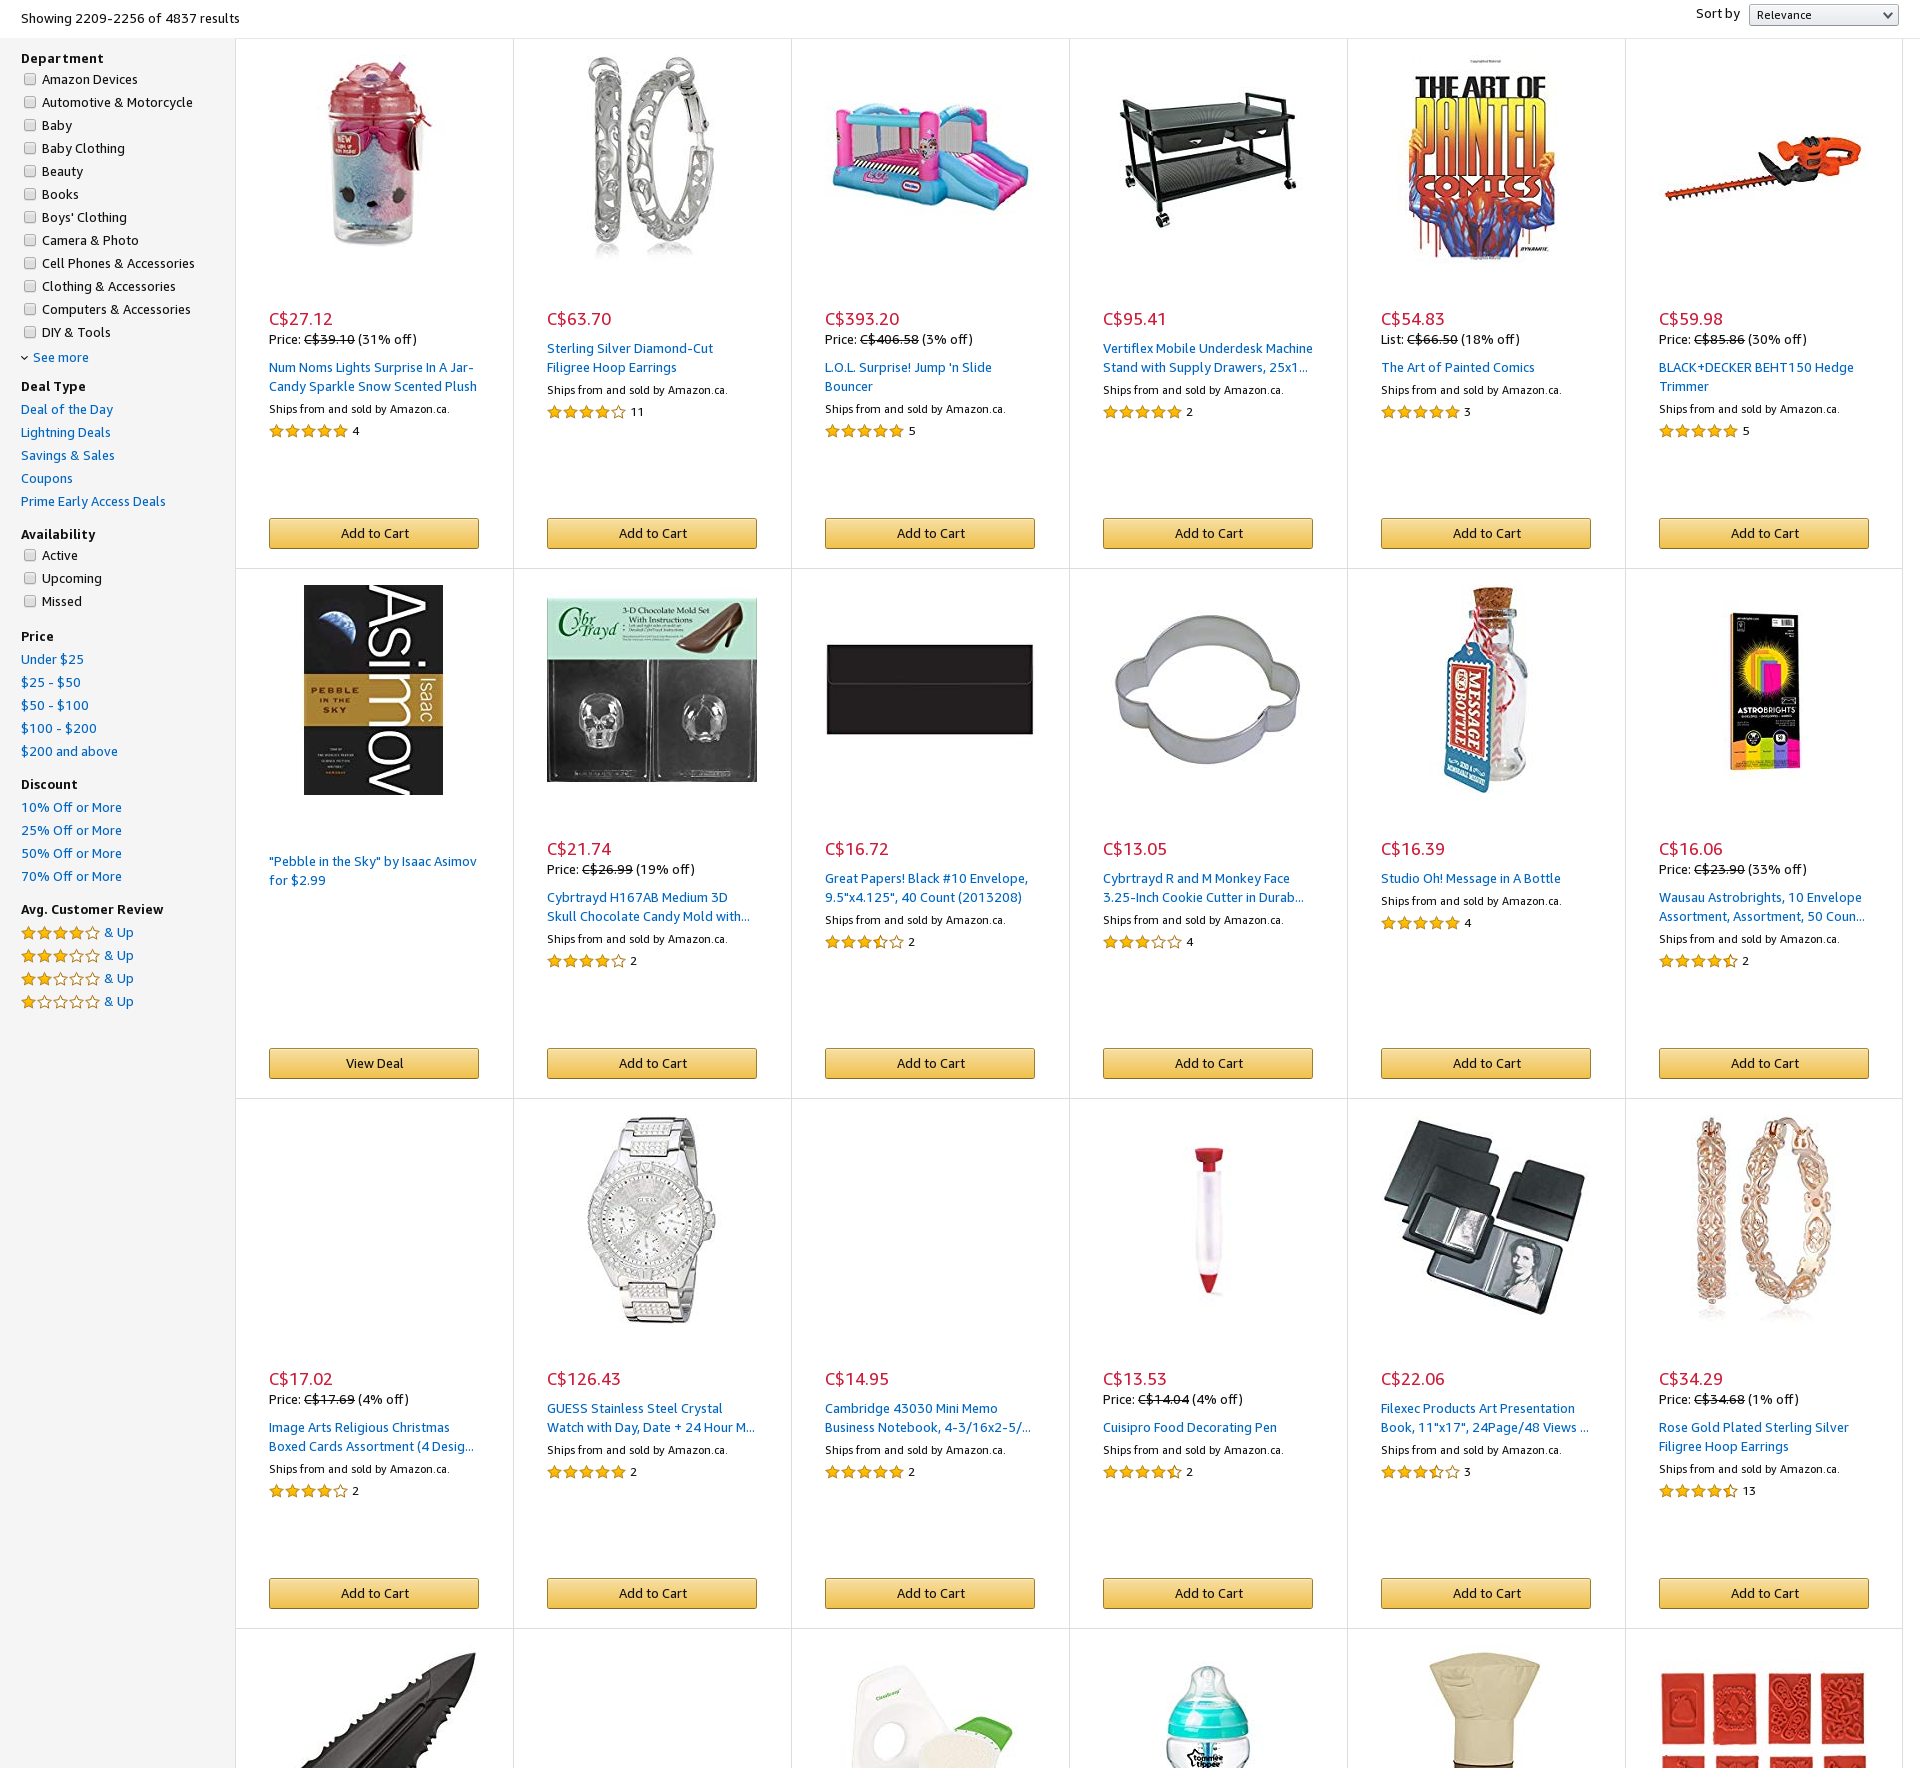 Showing 2209-2256 of 4837 results
Sort by
Relevance
Department
Amazon Devices
Automotive & Motorcycle
Baby
Baby Clothing
Beauty
Books
Boys' Clothing
Camera & Photo
Cell Phones & Accessories
Clothing & Accessories
Computers & Accessories
DIY & Tools
See more
Deal Type
Deal of the Day
Lightning Deals
Savings & Sales
Coupons
Prime Early Access Deals
Availability
Active
Upcoming
Missed
Price
Under $25
$25 - $50
$50 - $100
$100 - $200
$200 and above
Discount
10% Off or More
25% Off or More
50% Off or More
70% Off or More
Avg. Customer Review
& Up
& Up
& Up
& Up
NEW
C$27.12
Price: C$39.10 (31% off)
Num Noms Lights Surprise In A Jar-
Candy Sparkle Snow Scented Plush
Ships from and sold by Amazon.ca.
4
Add to Cart
C$63.70
Sterling Silver Diamond-Cut
Filigree Hoop Earrings
Ships from and sold by Amazon.ca.
11
Add to Cart
C$393.20
Price: C$406.58 (3% off)
L.O.L. Surprise! Jump 'n Slide
Bouncer
Ships from and sold by Amazon.ca.
5
Add to Cart
C$95.41
Vertiflex Mobile Underdesk Machine
Stand with Supply Drawers, 25x1...
Ships from and sold by Amazon.ca.
2
Add to Cart
THE ART OF
PAINTED
COMICS
DYNAMITE
C$54.83
List: C$66.50 (18% off)
The Art of Painted Comics
Ships from and sold by Amazon.ca.
3
Add to Cart
C$59.98
Price: C$85.86 (30% off)
BLACK+DECKER BEHT150 Hedge
Trimmer
Ships from and sold by Amazon.ca.
5
Add to Cart
Isaac
Asimov
PEBBLE
IN THE
SKY
"Pebble in the Sky" by Isaac Asimov
for $2.99
View Deal
Cybr
Trayd
3-D Chocolate Mold Set
With Instructions
C$21.74
Price: C$26.99 (19% off)
Cybrtrayd H167AB Medium 3D
Skull Chocolate Candy Mold with...
Ships from and sold by Amazon.ca.
2
Add to Cart
C$16.72
Great Papers! Black #10 Envelope,
9.5"x4.125", 40 Count (2013208)
Ships from and sold by Amazon.ca.
2
Add to Cart
C$13.05
Cybrtrayd R and M Monkey Face
3.25-Inch Cookie Cutter in Durab...
Ships from and sold by Amazon.ca.
4
Add to Cart
MESSAGE
IN A
BOTTLE
C$16.39
Studio Oh! Message in A Bottle
Ships from and sold by Amazon.ca.
4
Add to Cart
ASTROBRIGHTS
C$16.06
Price: C$23.90 (33% off)
Wausau Astrobrights, 10 Envelope
Assortment, Assortment, 50 Coun...
Ships from and sold by Amazon.ca.
2
Add to Cart
C$17.02
Price: C$17.69 (4% off)
Image Arts Religious Christmas
Boxed Cards Assortment (4 Desig...
Ships from and sold by Amazon.ca.
2
Add to Cart
GUESS
C$126.43
GUESS Stainless Steel Crystal
Watch with Day, Date + 24 Hour M...
Ships from and sold by Amazon.ca.
2
Add to Cart
C$14.95
Cambridge 43030 Mini Memo
Business Notebook, 4-3/16x2-5/...
Ships from and sold by Amazon.ca.
2
Add to Cart
C$13.53
Price: C$14.04 (4% off)
Cuisipro Food Decorating Pen
Ships from and sold by Amazon.ca.
2
Add to Cart
C$22.06
Filexec Products Art Presentation
Book, 11"x17", 24Page/48 Views ...
Ships from and sold by Amazon.ca.
3
Add to Cart
C$34.29
Price: C$34.68 (1% off)
Rose Gold Plated Sterling Silver
Filigree Hoop Earrings
Ships from and sold by Amazon.ca.
13
Add to Cart
tommee
tippee